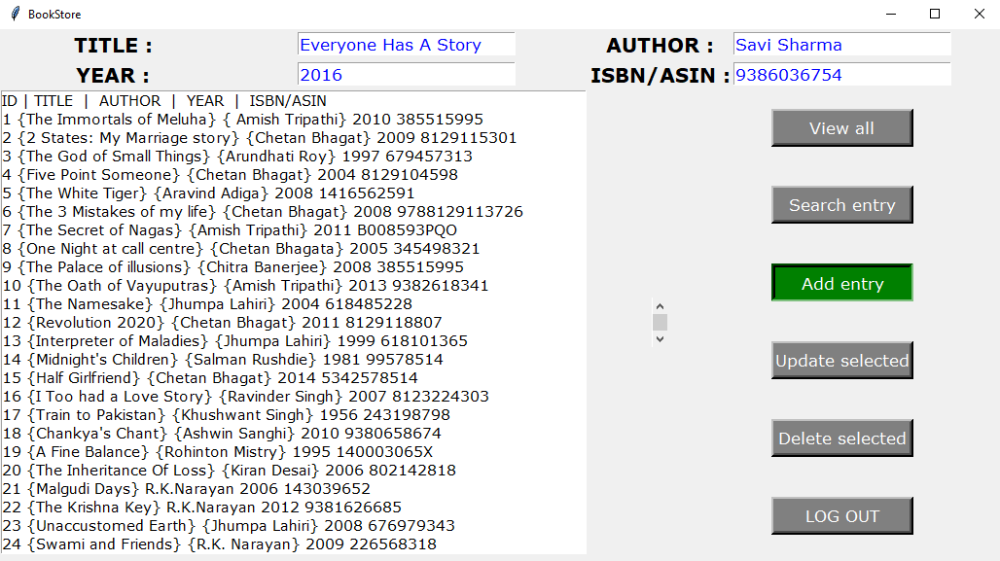 BookStore
TITLE : Everyone Has A Story AUTHOR : Savi Sharma
YEAR : 2016 ISBN/ASIN : 9386036754
ID | TITLE | AUTHOR | YEAR | ISBN/ASIN
1 {The Immortals of Meluha} { Amish Tripathi} 2010 385515995
2 {2 States: My Marriage story} {Chetan Bhagat} 2009 8129115301
3 {The God of Small Things} {Arundhati Roy} 1997 679457313
4 {Five Point Someone} {Chetan Bhagat} 2004 8129104598
5 {The White Tiger} {Aravind Adiga} 2008 1416562591
6 {The 3 Mistakes of my life} {Chetan Bhagat} 2008 9788129113726
7 {The Secret of Nagas} {Amish Tripathi} 2011 B008593PQO
8 {One Night at call centre} {Chetan Bhagata} 2005 345498321
9 {The Palace of illusions} {Chitra Banerjee} 2008 385515995
10 {The Oath of Vayuputras} {Amish Tripathi} 2013 9382618341
11 {The Namesake} {Jhumpa Lahiri} 2004 618485228
12 {Revolution 2020} {Chetan Bhagat} 2011 8129118807
13 {Interpreter of Maladies} {Jhumpa Lahiri} 1999 618101365
14 {Midnight's Children} {Salman Rushdie} 1981 99578514
15 {Half Girlfriend} {Chetan Bhagat} 2014 5342578514
16 {I Too had a Love Story} {Ravinder Singh} 2007 8123224303
17 {Train to Pakistan} {Khushwant Singh} 1956 243198798
18 {Chankya's Chant} {Ashwin Sanghi} 2010 9380658674
19 {A Fine Balance} {Rohinton Mistry} 1995 140003065X
20 {The Inheritance Of Loss} {Kiran Desai} 2006 802142818
21 {Malgudi Days} R.K.Narayan 2006 143039652
22 {The Krishna Key} R.K.Narayan 2012 9381626685
23 {Unaccustomed Earth} {Jhumpa Lahiri} 2008 676979343
24 {Swami and Friends} {R.K. Narayan} 2009 226568318
View all
Search entry
Add entry
Update selected
Delete selected
LOG OUT